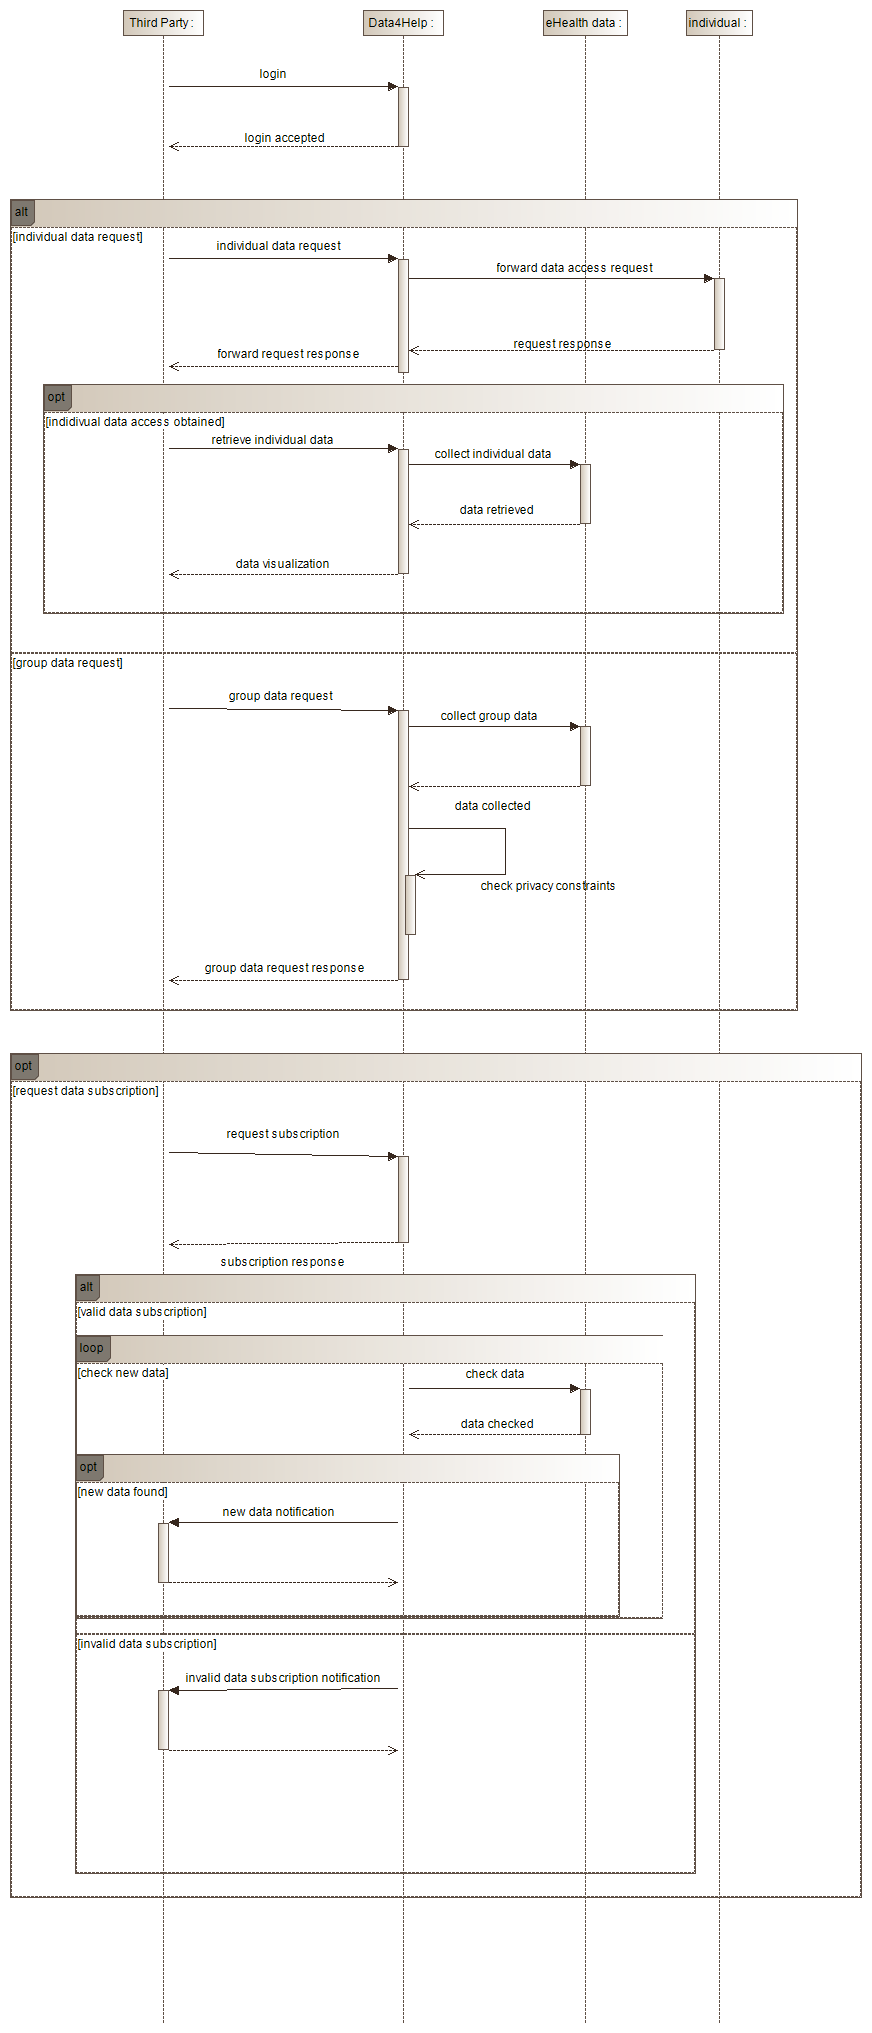 Third Party :
Data4Help :
eHealth data :
individual :
login
login accepted
alt
[individual data request]
individual data request
forward data access request
request response
forward request response
opt
[indidivual data access obtained]
retrieve individual data
collect individual data
data retrieved
data visualization
[group data request]
group data request
collect group data
data collected
check privacy constraints
group data request response
opt
[request data subscription]
request subscription
subscription response
alt
[valid data subscription]
loop
[check new data]
check data
data checked
opt
[new data found]
new data notification
[invalid data subscription]
invalid data subscription notification